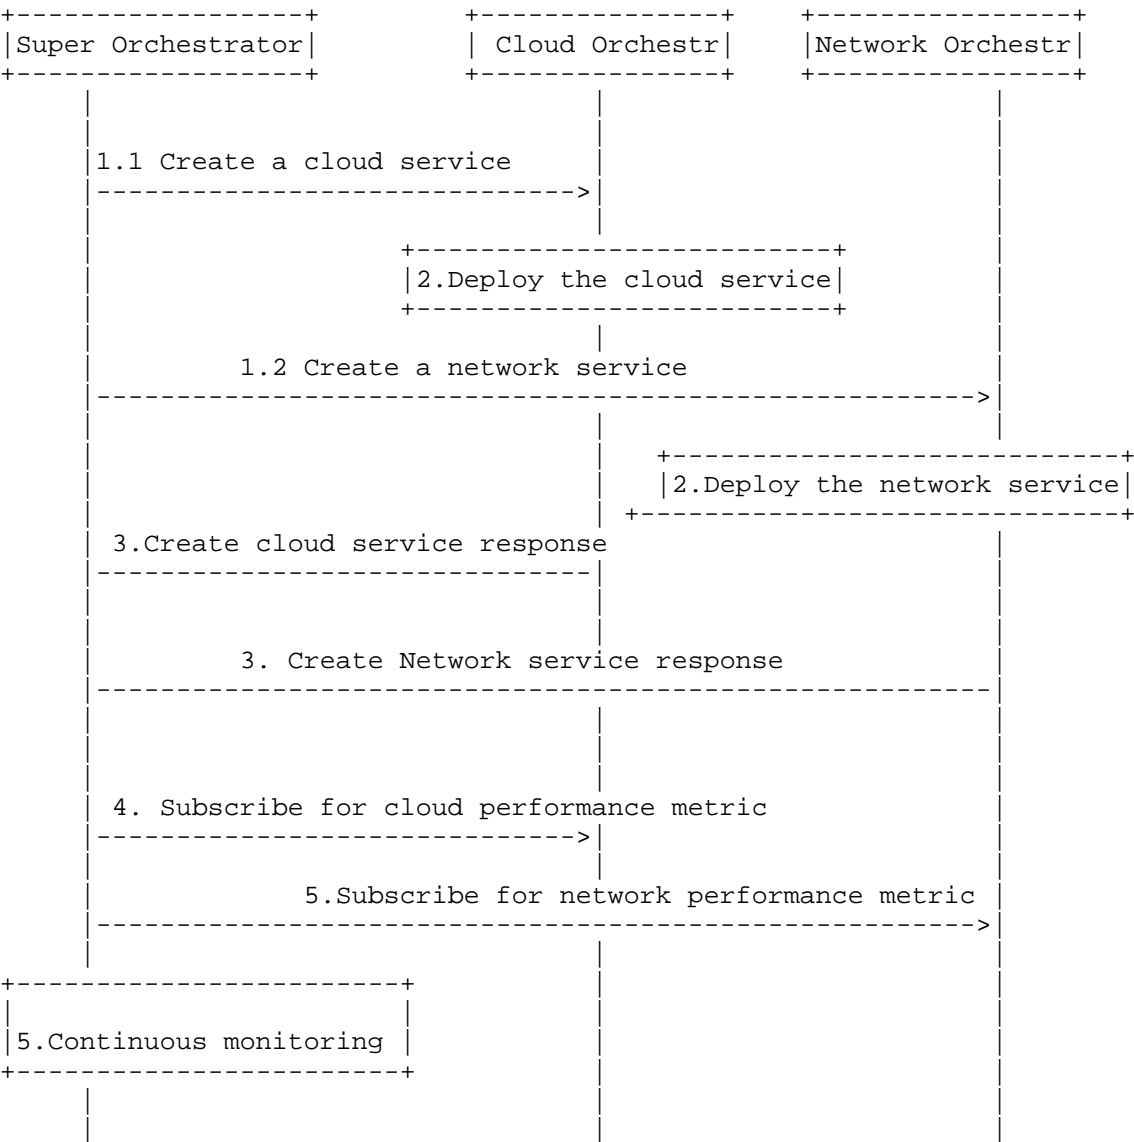 Super Orchestrator Cloud Orchestr Network Orchestr
1.1 Create a cloud service
2.Deploy the cloud service
1.2 Create a network service
2.Deploy the network service
3.Create cloud service response
3. Create Network service response
4. Subscribe for cloud performance metric
5.Subscribe for network performance metric
5.Continuous monitoring